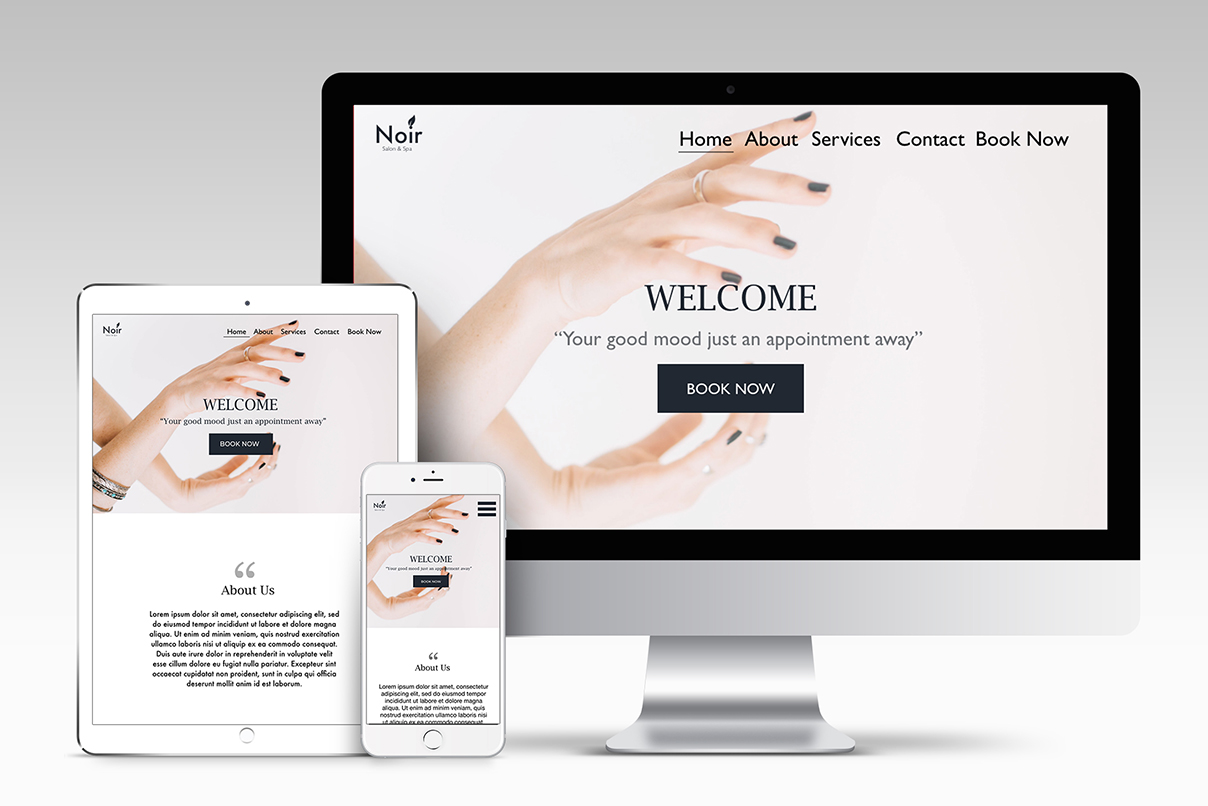 Noir
Salon & Spa
Home About Services Contact Book Now
WELCOME
“Your good mood just an appointment away”
BOOK NOW
Noir
Home About Services Contact Book Now
WELCOME
“Your good mood just an appointment away”
BOOK NOW
“
About Us
Lorem ipsum dolor sit amet, consectetur adipiscing elit, sed
do eiusmod tempor incididunt ut labore et dolore magna
aliqua. Ut enim ad minim veniam, quis nostrud exercitation
ullamco laboris nisi ut aliquip ex ea commodo consequat.
Duis aute irure dolor in reprehenderit in voluptate velit
esse cillum dolore eu fugiat nulla pariatur. Excepteur sint
occaecat cupidatat non proident, sunt in culpa qui officia
deserunt mollit anim id est laborum.
Noir
WELCOME
“Your good mood just an appointment away”
BOOK NOW
“
About Us
Lorem ipsum dolor sit amet, consectetur
adipiscing elit, sed do eiusmod tempor
incididunt ut labore et dolore magna
aliqua. Ut enim ad minim veniam, quis
nostrud exercitation ullamco laboris nisi
ut aliquip ex ea commodo consequat.